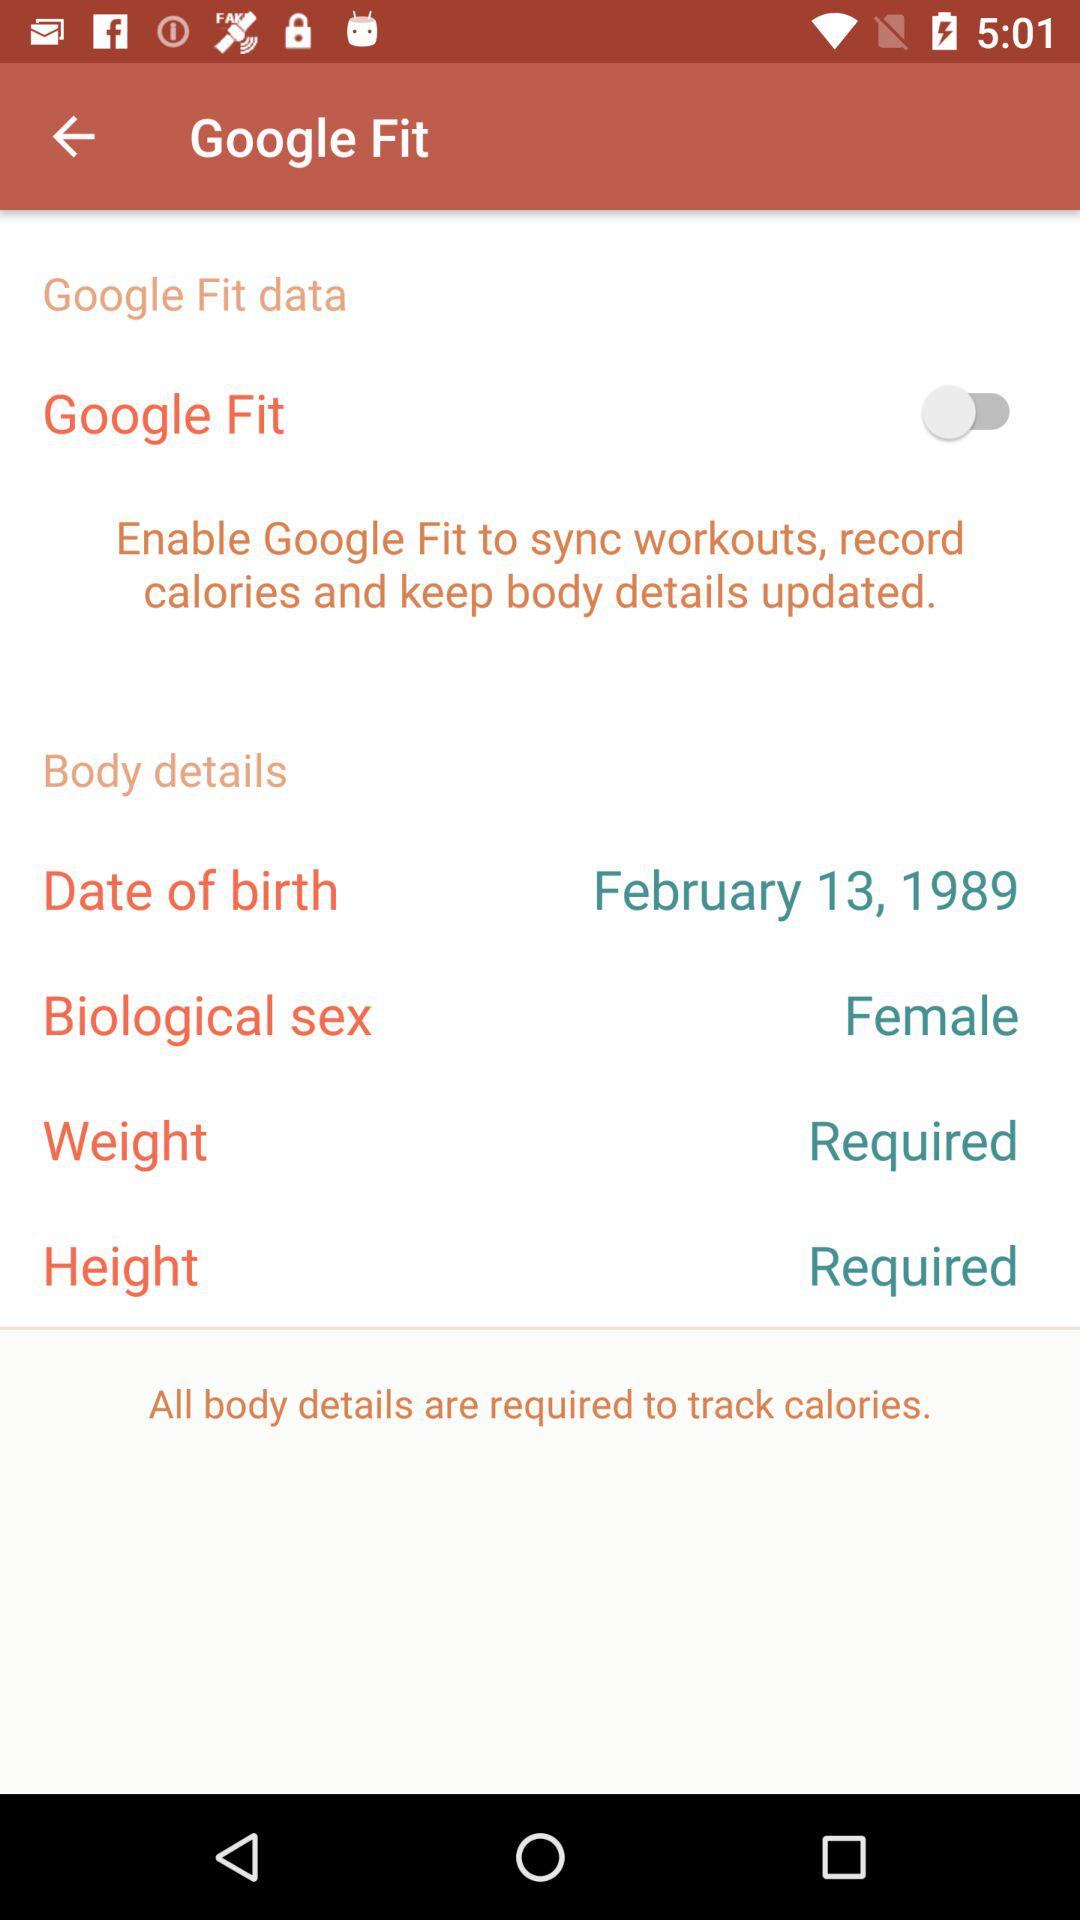 FAKE
5:01
Google Fit
Google Fit data
Google Fit
Enable Google Fit to sync workouts, record
calories and keep body details updated.
Body details
Date of birth February 13, 1989
Biological sex Female
Weight Required
Height Required
All body details are required to track calories.